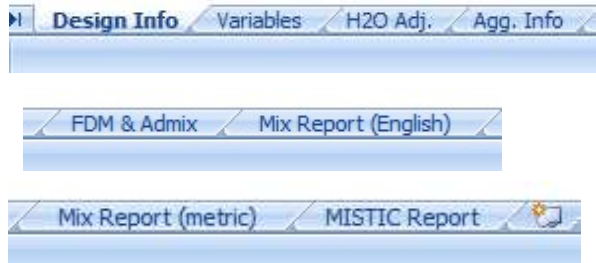 Design Info Variables H2O Adj. Agg. Info
FDM & Admix Mix Report (English)
Mix Report (metric) MISTIC Report